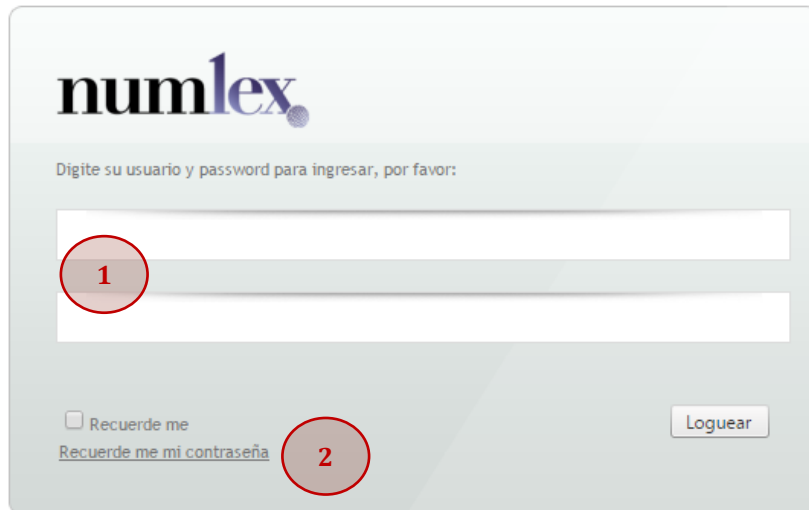 numlex
Digite su usuario y password para ingresar, por favor:
1
Recuerde me
Loguear
Recuerde me mi contraseña
2